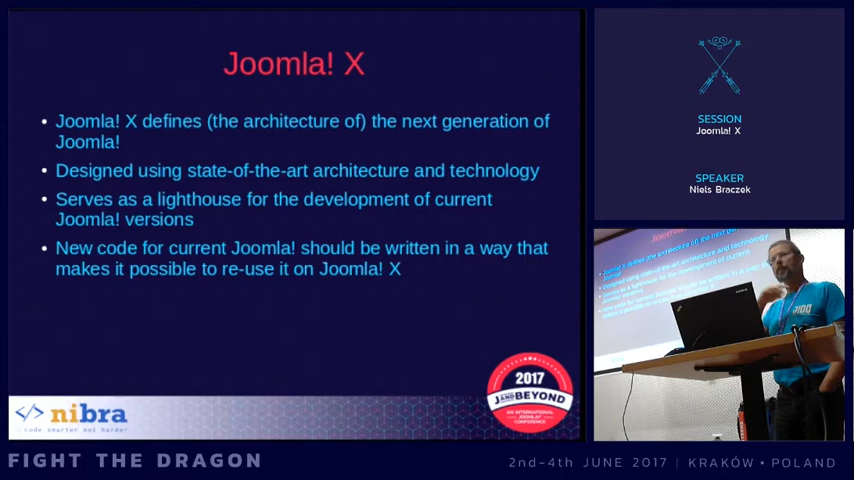 Joomla! X
• Joomla! X defines (the architecture of) the next generation of
Joomla!
• Designed using state-of-the-art architecture and technology
• Serves as a lighthouse for the development of current
Joomla! versions
• New code for current Joomla! should be written in a way that
makes it possible to re-use it on Joomla! X
</> nibra
code smarter not harder
2017
J AND BEYOND
AN INTERNATIONAL
JOOMLA!
CONFERENCE
SESSION
Joomla! X
SPEAKER
Niels Braczek
FIGHT THE DRAGON
2nd-4th JUNE 2017 | KRAKÓW • POLAND